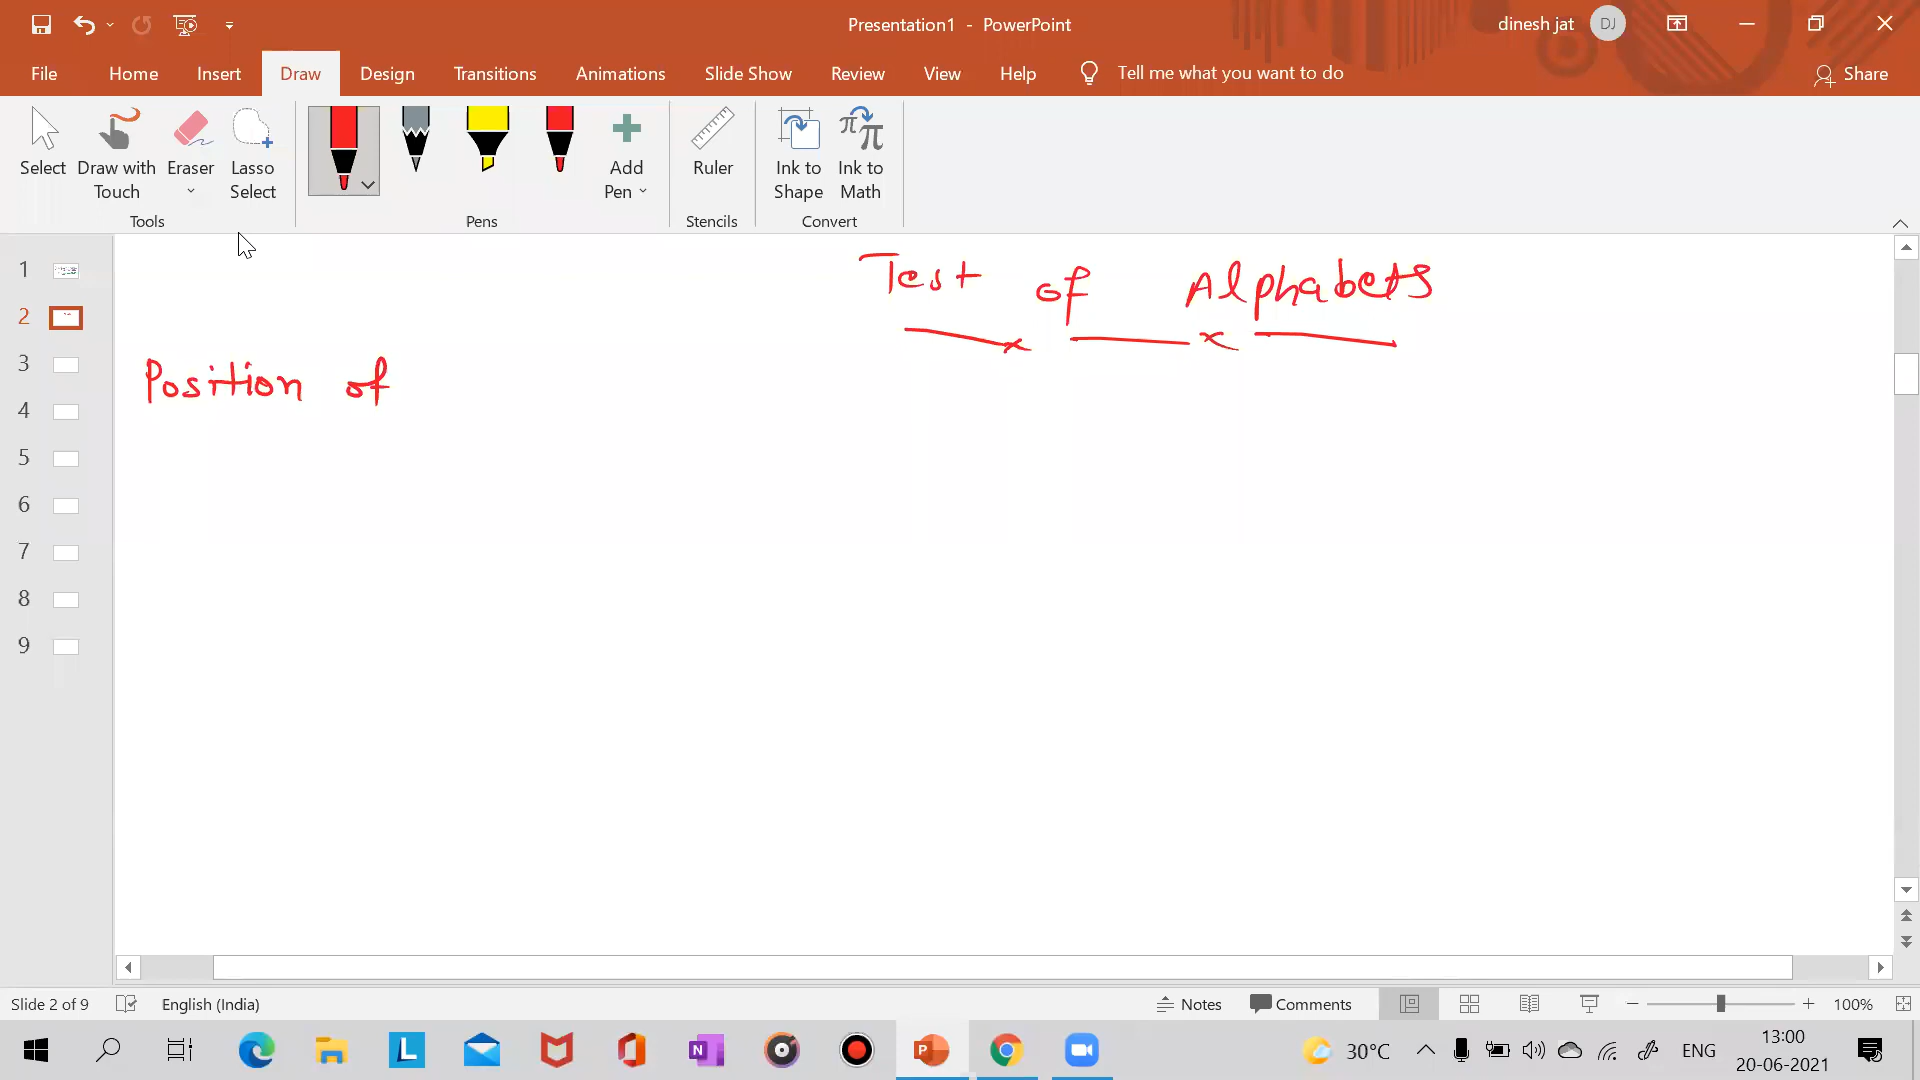 Presentation1 - PowerPoint
dinesh jat DJ
File Home Insert Draw Design Transitions Animations Slide Show Review View Help Tell me what you want to do Share
Select Draw with Touch Eraser Lasso Select Add Pen Ruler Ink to Shape Ink to Math
Tools Pens Stencils Convert
Test of Alphabets
Position of
1
2
3
4
5
6
7
8
9
Slide 2 of 9 English (India) Notes Comments 100%
30°C ENG 13:00
20-06-2021